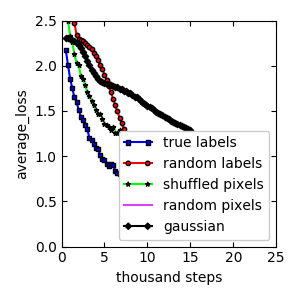 2.5
2.0
1.5
1.0
0.5
0.0
average_loss
true labels
random labels
shuffled pixels
random pixels
gaussian
0 5 10 15 20 25
thousand steps